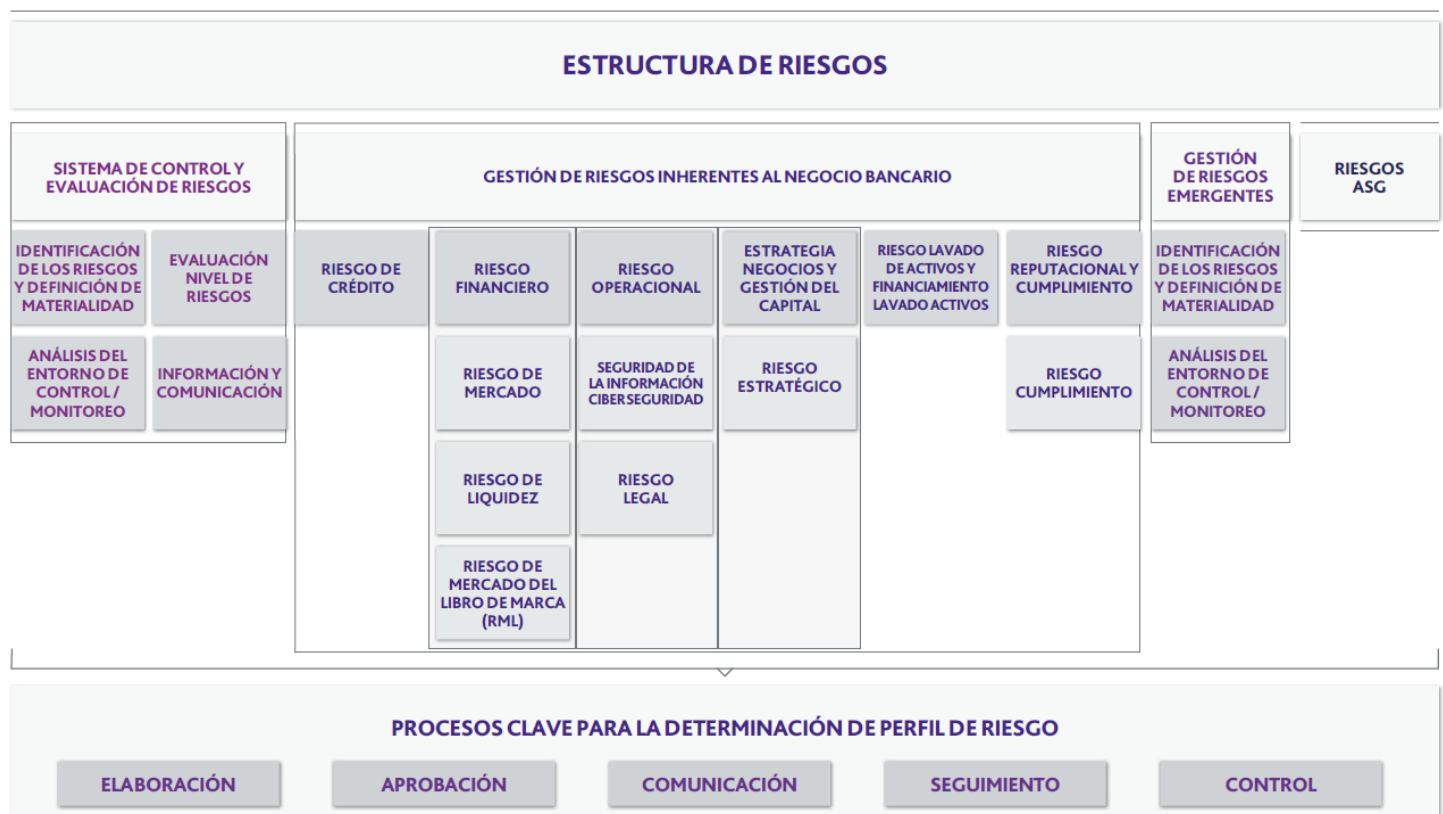 ESTRUCTURA DE RIESGOS
SISTEMA DE CONTROL Y
EVALUACIÓN DE RIESGOS
GESTIÓN DE RIESGOS INHERENTES AL NEGOCIO BANCARIO
GESTIÓN
DE RIESGOS
EMERGENTES
RIESGOS
ASG
IDENTIFICACIÓN
DE LOS RIESGOS
Y DEFINICIÓN DE
MATERIALIDAD
EVALUACIÓN
NIVEL DE
RIESGOS
RIESGO DE
CRÉDITO
RIESGO
FINANCIERO
RIESGO
OPERACIONAL
ESTRATEGIA
NEGOCIOS Y
GESTIÓN DEL
CAPITAL
RIESGO LAVADO
DE ACTIVOS Y
FINANCIAMIENTO
LAVADO ACTIVOS
RIESGO
REPUTACIONAL Y
CUMPLIMIENTO
IDENTIFICACIÓN
DE LOS RIESGOS
Y DEFINICIÓN DE
MATERIALIDAD
ANÁLISIS DEL
ENTORNO DE
CONTROL /
MONITOREO
INFORMACIÓN Y
COMUNICACIÓN
RIESGO DE
MERCADO
SEGURIDAD DE
LA INFORMACIÓN
CIBERSEGURIDAD
RIESGO
ESTRATÉGICO
RIESGO
CUMPLIMIENTO
ANÁLISIS DEL
ENTORNO DE
CONTROL /
MONITOREO
RIESGO DE
LIQUIDEZ
RIESGO
LEGAL
RIESGO DE
MERCADO DEL
LIBRO DE MARCA
(RML)
PROCESOS CLAVE PARA LA DETERMINACIÓN DE PERFIL DE RIESGO
ELABORACIÓN
APROBACIÓN
COMUNICACIÓN
SEGUIMIENTO
CONTROL